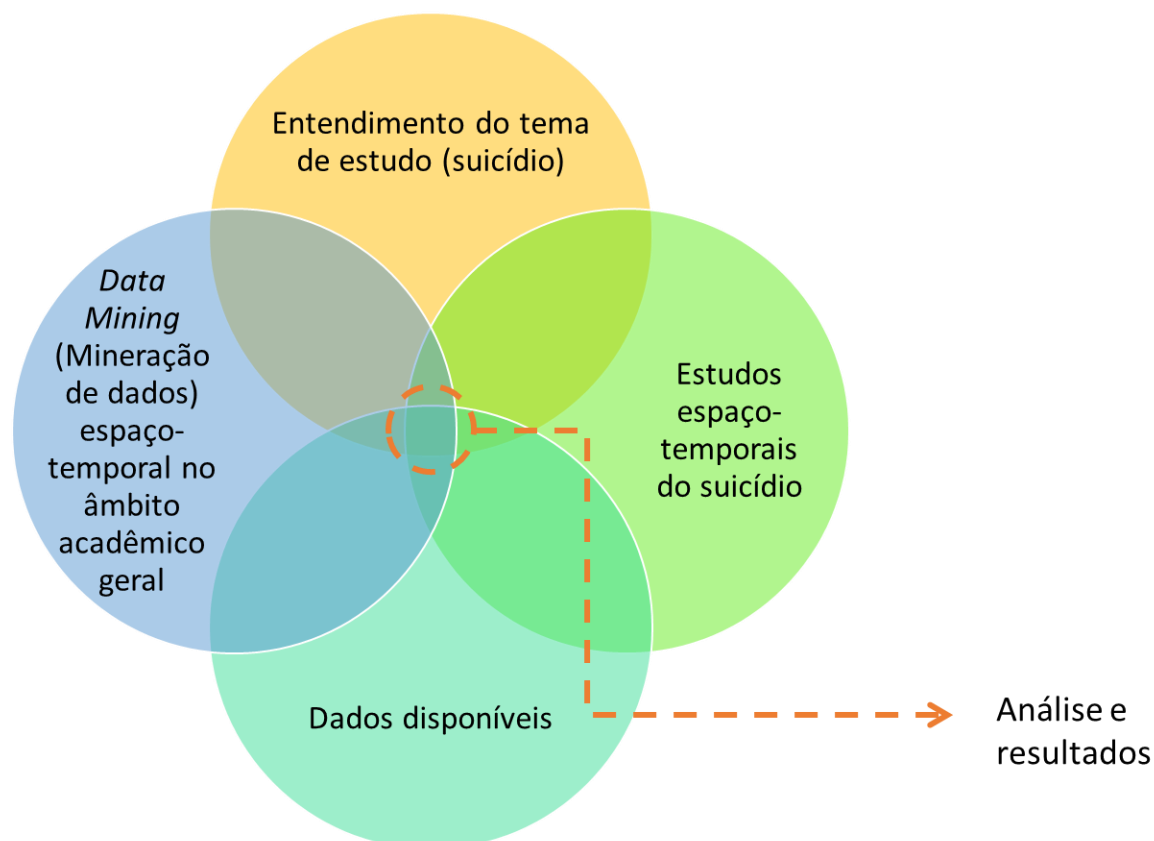 Entendimento do tema
de estudo (suicídio)
Data
Mining
(Mineração
de dados)
espaço-
temporal no
âmbito
acadêmico
geral
Estudos
espaço-
temporais
do suicídio
Dados disponíveis
Análise e
resultados